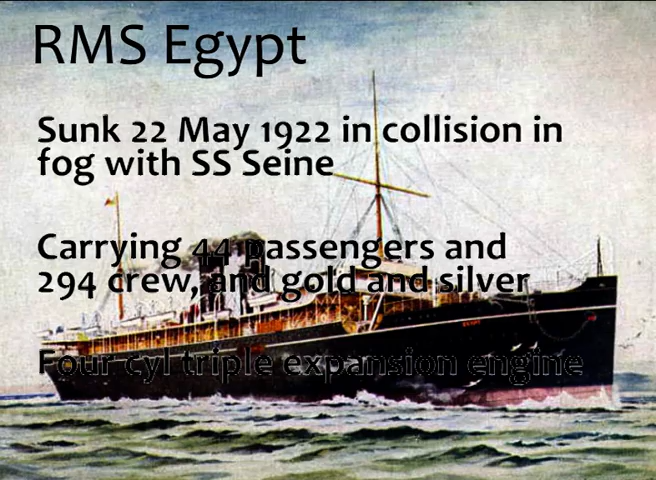 RMS Egypt
Sunk 22 May 1922 in collision in
fog with SS Seine
Carrying 44 passengers and
294 crew, and gold and silver
Four cyl triple expansion engine
EGYPT